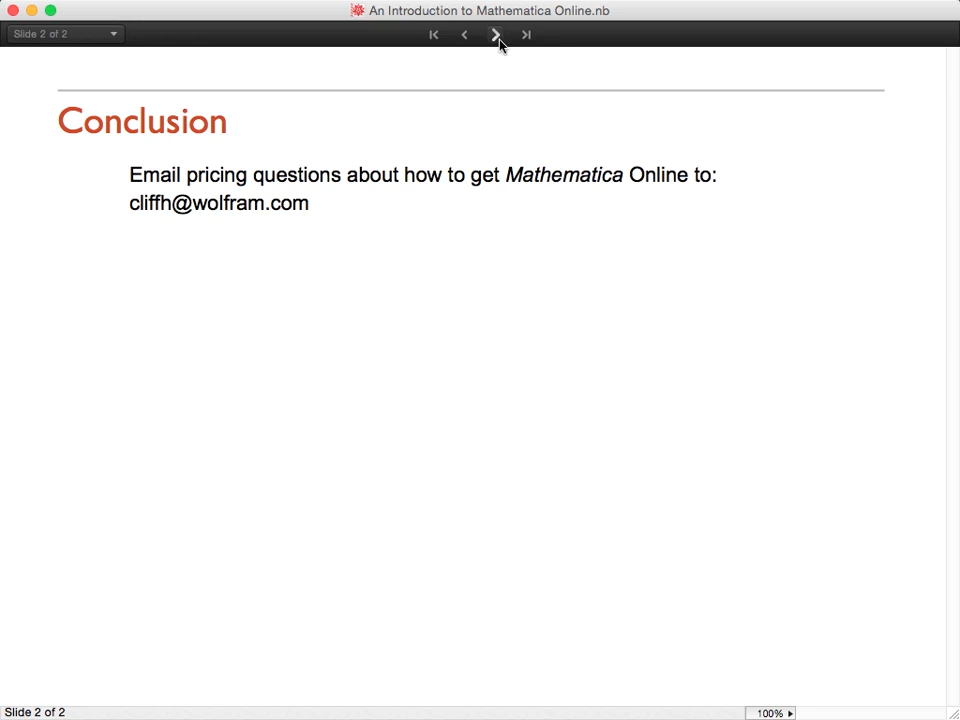 An Introduction to Mathematica Online.nb
Slide 2 of 2
Conclusion
Email pricing questions about how to get Mathematica Online to:
cliffh@wolfram.com
Slide 2 of 2
100%